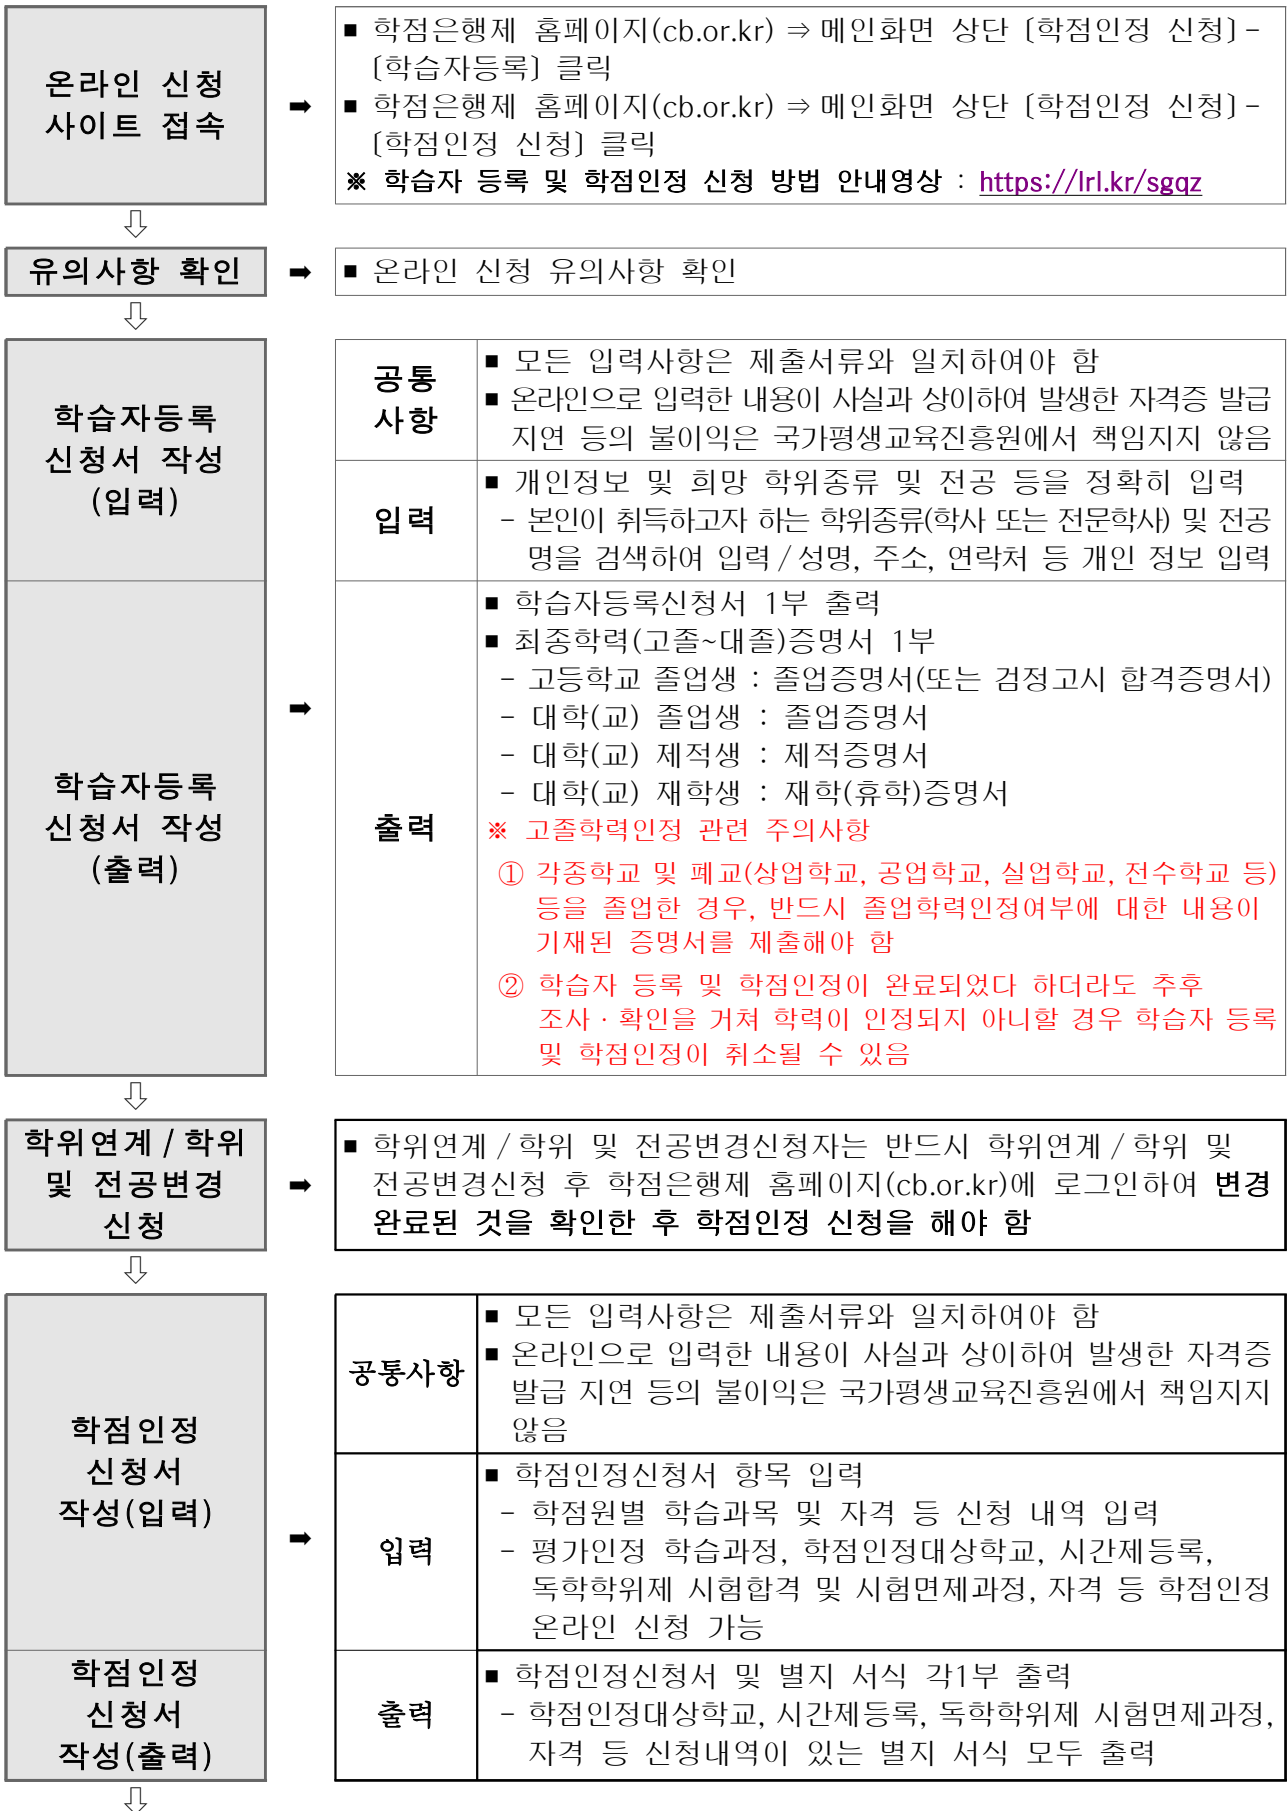 온라인 신청
사이트 접속
➡
■ 학점은행제 홈페이지(cb.or.kr) ⇒ 메인화면 상단 [학점인정 신청]-
[학습자등록] 클릭
■ 학점은행제 홈페이지(cb.or.kr) ⇒ 메인화면 상단 [학점인정 신청]-
[학점인정 신청] 클릭
※ 학습자 등록 및 학점인정 신청 방법 안내영상 : https://lrl.kr/sgqz
⇩
유의사항 확인
➡
■ 온라인 신청 유의사항 확인
⇩
학습자등록
신청서 작성
(입력)
공통
사항
■ 모든 입력사항은 제출서류와 일치하여야 함
■ 온라인으로 입력한 내용이 사실과 상이하여 발생한 자격증 발급
지연 등의 불이익은 국가평생교육진흥원에서 책임지지 않음
입력
■ 개인정보 및 희망 학위종류 및 전공 등을 정확히 입력
- 본인이 취득하고자 하는 학위종류(학사 또는 전문학사) 및 전공
명을 검색하여 입력/성명, 주소, 연락처 등 개인 정보 입력
학습자등록
신청서 작성
(출력)
➡
출력
■ 학습자등록신청서 1부 출력
■ 최종학력(고졸~대졸)증명서 1부
- 고등학교 졸업생 : 졸업증명서(또는 검정고시 합격증명서)
- 대학(교) 졸업생 : 졸업증명서
- 대학(교) 제적생 : 제적증명서
- 대학(교) 재학생 : 재학(휴학)증명서
※ 고졸학력인정 관련 주의사항
① 각종학교 및 폐교(상업학교, 공업학교, 실업학교, 전수학교 등)
등을 졸업한 경우, 반드시 졸업학력인정여부에 대한 내용이
기재된 증명서를 제출해야 함
② 학습자 등록 및 학점인정이 완료되었다 하더라도 추후
조사·확인을 거쳐 학력이 인정되지 아니할 경우 학습자 등록
및 학점인정이 취소될 수 있음
⇩
학위연계/학위
및 전공변경
신청
➡
■ 학위연계/학위 및 전공변경신청자는 반드시 학위연계/학위 및
전공변경신청 후 학점은행제 홈페이지(cb.or.kr)에 로그인하여 변경
완료된 것을 확인한 후 학점인정 신청을 해야 함
⇩
학점인정
신청서
작성(입력)
➡
공통사항
■ 모든 입력사항은 제출서류와 일치하여야 함
■ 온라인으로 입력한 내용이 사실과 상이하여 발생한 자격증
발급 지연 등의 불이익은 국가평생교육진흥원에서 책임지지
않음
입력
■ 학점인정신청서 항목 입력
- 학점원별 학습과목 및 자격 등 신청 내역 입력
- 평가인정 학습과정, 학점인정대상학교, 시간제등록,
독학학위제 시험합격 및 시험면제과정, 자격 등 학점인정
온라인 신청 가능
학점인정
신청서
작성(출력)
출력
■ 학점인정신청서 및 별지 서식 각1부 출력
- 학점인정대상학교, 시간제등록, 독학학위제 시험면제과정,
자격 등 신청내역이 있는 별지 서식 모두 출력
⇩